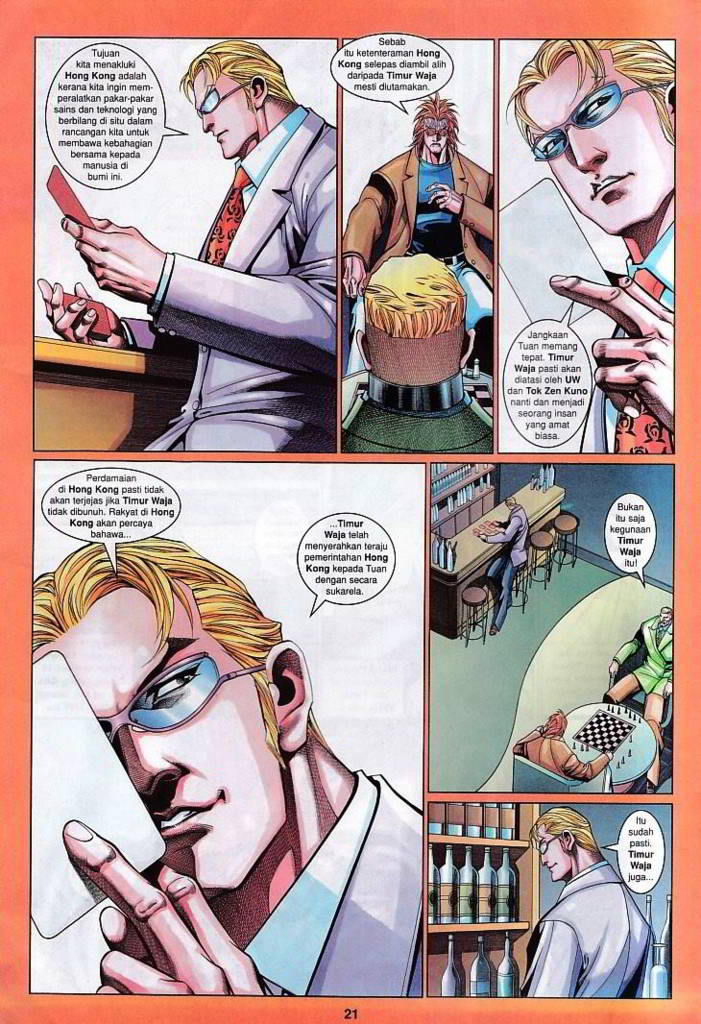 Tujuan
kita menakluki
Hong Kong adalah
kerana kita ingin mem-
peralatkan pakar-pakar
sains dan teknologi yang
berbilang di situ dalam
rancangan kita untuk
membawa kebahagian
bersama kepada
manusia di
bumi ini.
Sebab
itu ketenteraman Hong
Kong selepas diambil alih
daripada Timur Waja
mesti diutamakan.
Jangkaan
Tuan memang
tepat. Timur
Waja pasti akan
diatasi oleh UW
dan Tok Zen Kuno
nanti dan menjadi
seorang insan
yang amat
biasa.
Perdamaian
di Hong Kong pasti tidak
akan terjejas jika Timur Waja
tidak dibunuh. Rakyat di Hong
Kong akan percaya
bahawa...
...Timur
Waja telah
menyerahkan teraju
pemerintahan Hong
Kong kepada Tuan
dengan secara
sukarela.
Bukan
itu saja
kegunaan
Timur
Waja
itu!
Itu
sudah
pasti.
Timur
Waja
juga...
21